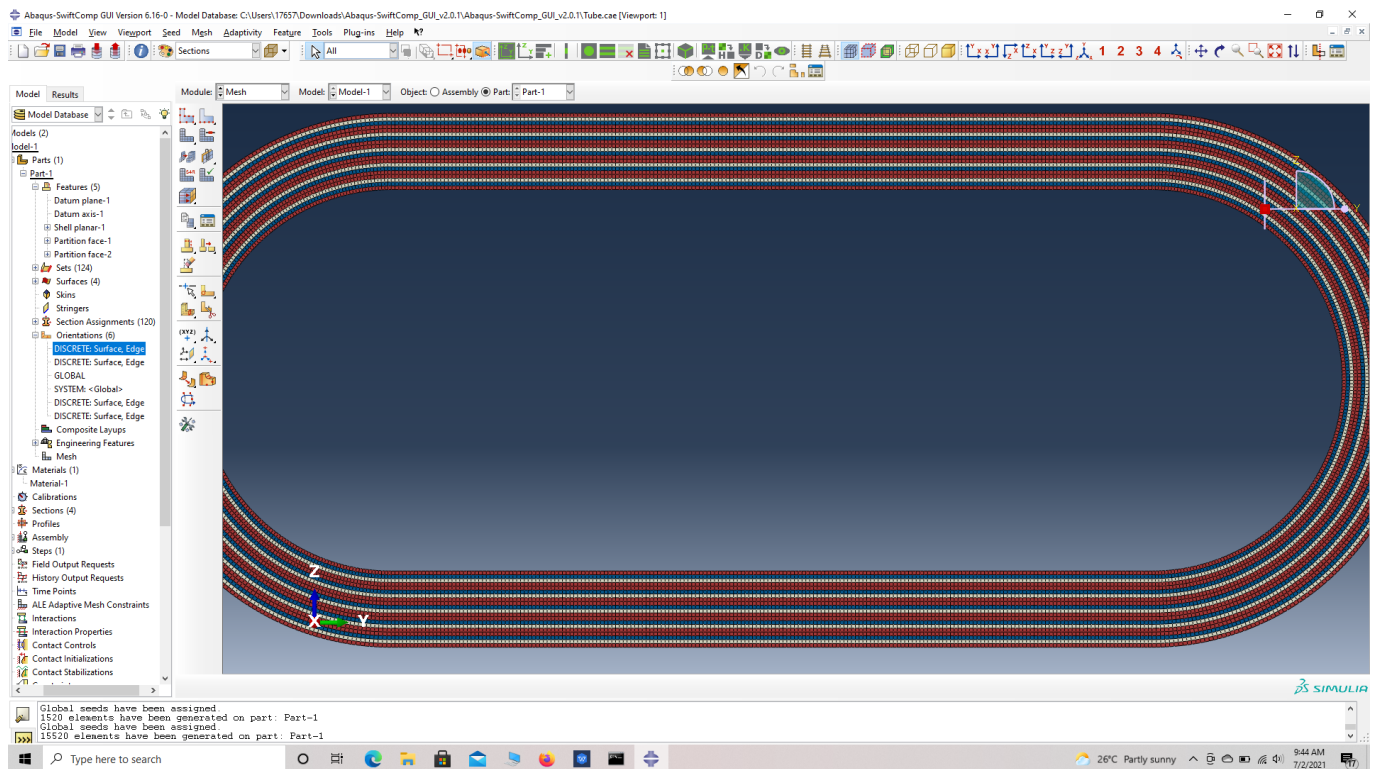 Abaqus-SwiftComp GUI Version 6.16-0 - Model Database: C:\Users\17657\Downloads\Abaqus-SwiftComp_GUI_v2.0.1\Abaqus-SwiftComp_GUI_v2.0.1\Tube.cae [Viewport: 1]
File Model View Viewport Seed Mesh Adaptivity Feature Tools Plug-ins Help
Sections All 1 2 3 4
Model Results Module: Mesh Model: Model-1 Object: Assembly Part: Part-1
Model Database
Models (2)
lodel-1
Parts (1)
Part-1
Features (5)
Datum plane-1
Datum axis-1
Shell planar-1
Partition face-1
Partition face-2
Sets (124)
Surfaces (4)
Skins
Stringers
Section Assignments (120)
Orientations (6)
DISCRETE: Surface, Edge
DISCRETE: Surface, Edge
GLOBAL
SYSTEM: <Global>
DISCRETE: Surface, Edge
DISCRETE: Surface, Edge
Composite Layups
Engineering Features
Mesh
Materials (1)
Material-1
Calibrations
Sections (4)
Profiles
Assembly
Steps (1)
Field Output Requests
History Output Requests
Time Points
ALE Adaptive Mesh Constraints
Interactions
Interaction Properties
Contact Controls
Contact Initializations
Contact Stabilizations
(XYZ)
Z
X Y
SIMULIA
Global seeds have been assigned.
1520 elements have been generated on part: Part-1
Global seeds have been assigned.
15520 elements have been generated on part: Part-1
Type here to search
26°C Partly sunny
9:44 AM
7/2/2021